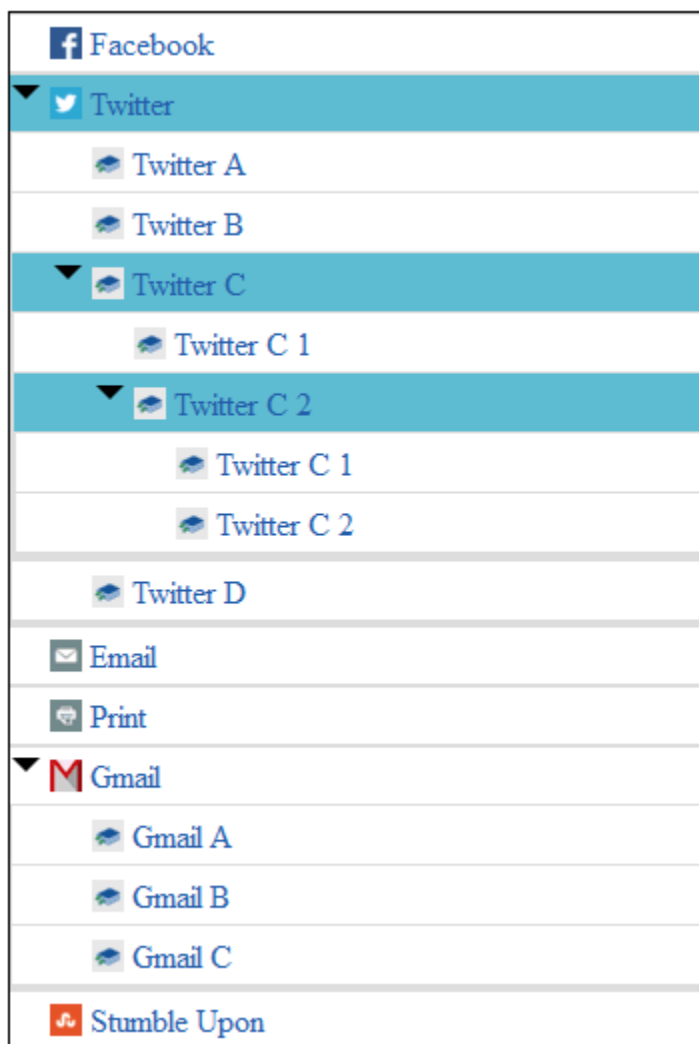 Facebook
Twitter
Twitter A
Twitter B
Twitter C
Twitter C 1
Twitter C 2
Twitter C 1
Twitter C 2
Twitter D
Email
Print
Gmail
Gmail A
Gmail B
Gmail C
Stumble Upon